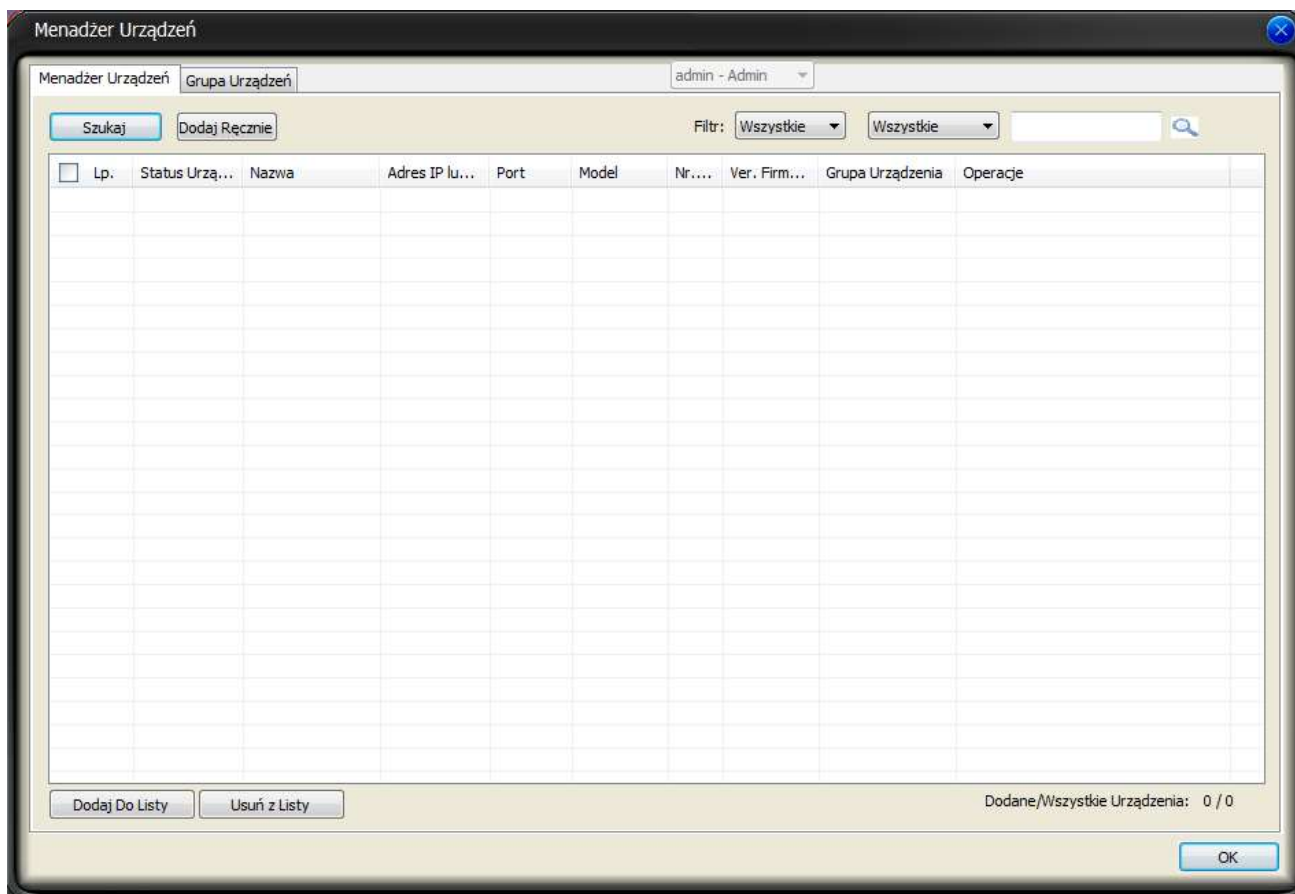 Menadżer Urządzeń
Menadżer Urządzeń Grupa Urządzeń admin - Admin
Szukaj Dodaj Ręcznie Filtr: Wszystkie Wszystkie
Lp. Status Urzą... Nazwa Adres IP lu... Port Model Nr.... Ver. Firm... Grupa Urządzenia Operacje
Dodaj Do Listy Usuń z Listy Dodane/Wszystkie Urządzenia: 0 / 0
OK